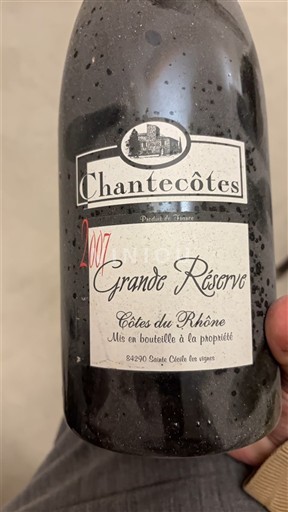 Chantecôtes
Produit de France
2007
Grande Réserve
Côtes du Rhône
Mis en bouteille à la propriété
84290 Sainte Cécile les vignes